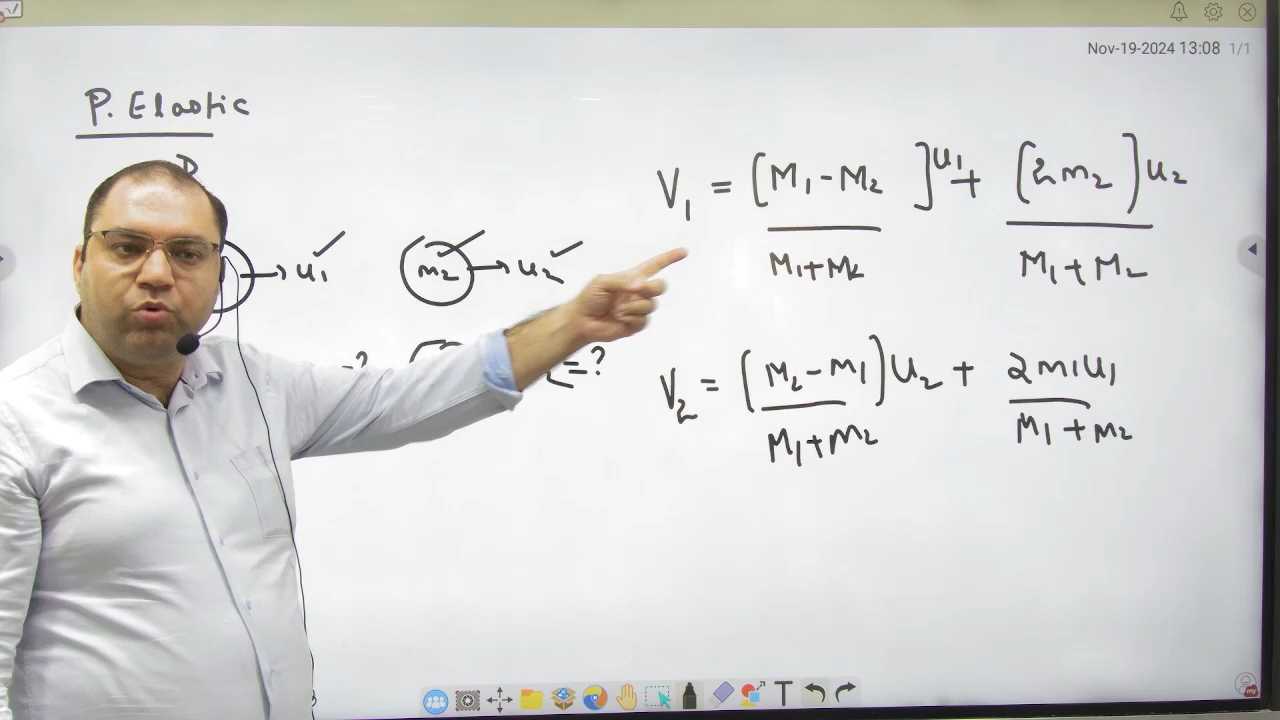 Nov-19-2024 13:08 1/1
P. Elastic
V₁ = [M₁-M₂]u₁ + (2m₂)u₂
M₁+M₂ M₁+M₂
→ u₁ m₂ → u₂
=? =?
V₂ = (M₂-M₁)u₂ + 2m₁u₁
M₁+m₂ M₁+m₂
T